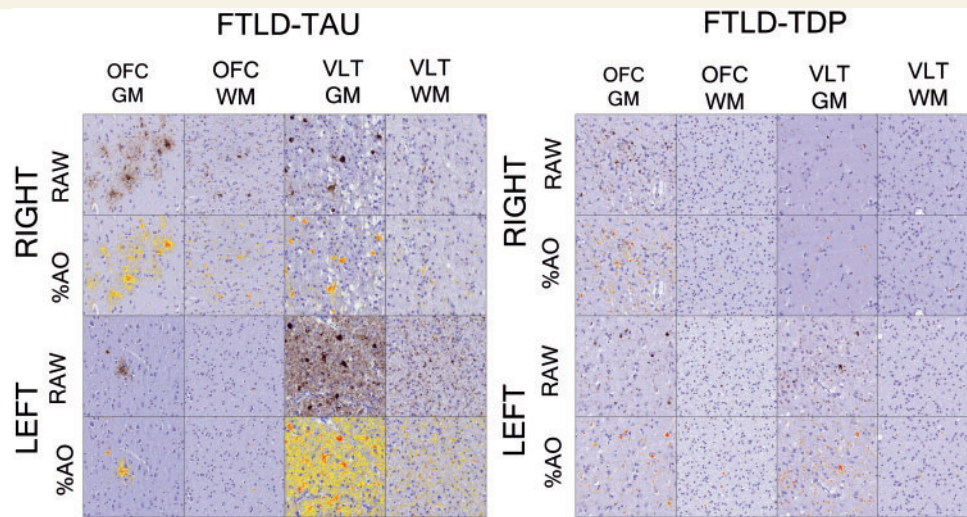 FTLD-TAU
OFC
GM
OFC
WM
VLT
GM
VLT
WM
RIGHT
RAW
%AO
LEFT
RAW
%AO
FTLD-TDP
OFC
GM
OFC
WM
VLT
GM
VLT
WM
RIGHT
RAW
%AO
LEFT
RAW
%AO